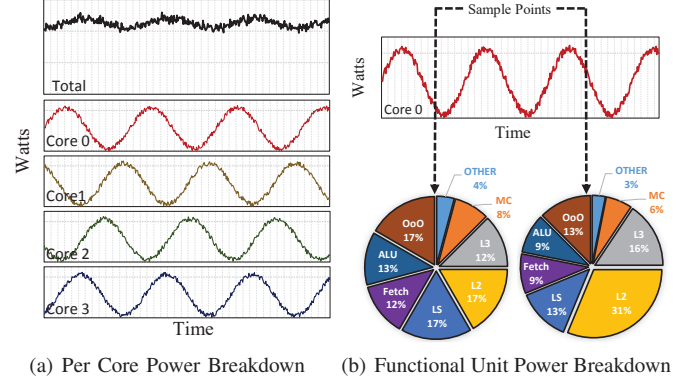 Sample Points
Total
Core 0
Core1
Core 2
Core 3
Watts
Time
Watts
Core 0
Time
OTHER
4%
MC
8%
L3
12%
L2
17%
LS
17%
Fetch
12%
ALU
13%
OoO
17%
OTHER
3%
MC
6%
L3
16%
L2
31%
LS
13%
Fetch
9%
ALU
9%
OoO
13%
(a) Per Core Power Breakdown
(b) Functional Unit Power Breakdown